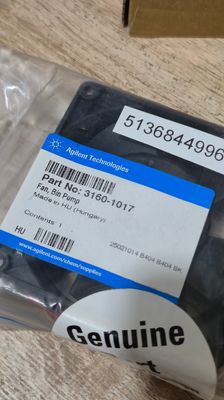 5136844996
Agilent Technologies
Part No: 3160-1017
Fan, Bin Pump
Made in HU (Hungary)
Contents: 1
25021014 B404 B404 BK
HU
www.agilent.com/chem/supplies
Genuine